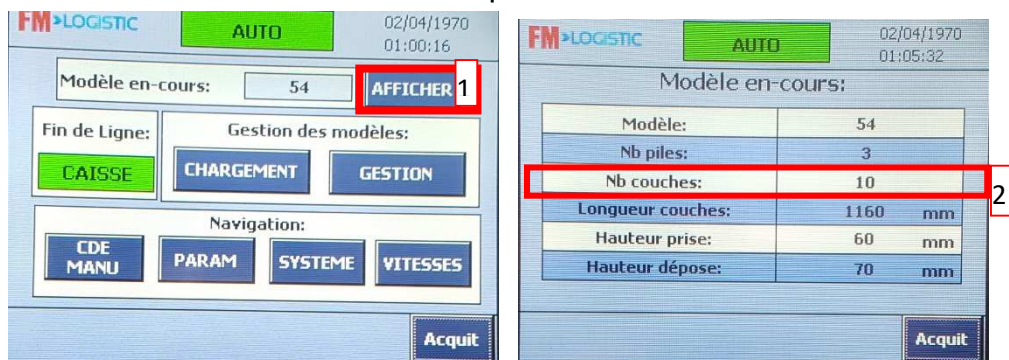 FM>LOGISTIC
AUTO
02/04/1970
01:00:16
Modèle en-cours:
54
AFFICHER
1
Fin de Ligne:
CAISSE
Gestion des modèles:
CHARGEMENT
GESTION
Navigation:
CDE
MANU
PARAM
SYSTEME
VITESSES
Acquit
FM>LOGISTIC
AUTO
02/04/1970
01:05:32
Modèle en-cours:
Modèle: 54
Nb piles: 3
Nb couches: 10
2
Longueur couches: 1160 mm
Hauteur prise: 60 mm
Hauteur dépose: 70 mm
Acquit